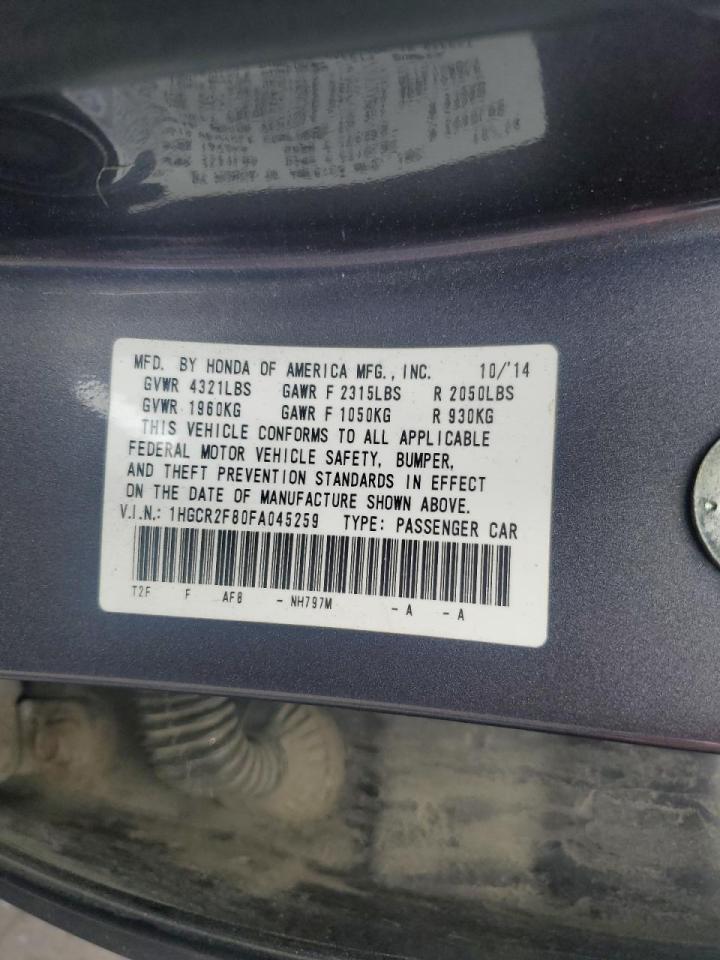 MFD. BY HONDA OF AMERICA MFG., INC. 10/'14
GVWR 4321LBS GAWR F 2315LBS R 2050LBS
GVWR 1960KG GAWR F 1050KG R 930KG
THIS VEHICLE CONFORMS TO ALL APPLICABLE
FEDERAL MOTOR VEHICLE SAFETY, BUMPER,
AND THEFT PREVENTION STANDARDS IN EFFECT
ON THE DATE OF MANUFACTURE SHOWN ABOVE.
V.I.N.: 1HGCR2F80FA045259 TYPE: PASSENGER CAR
T2F F AF8 - NH797M - A - A